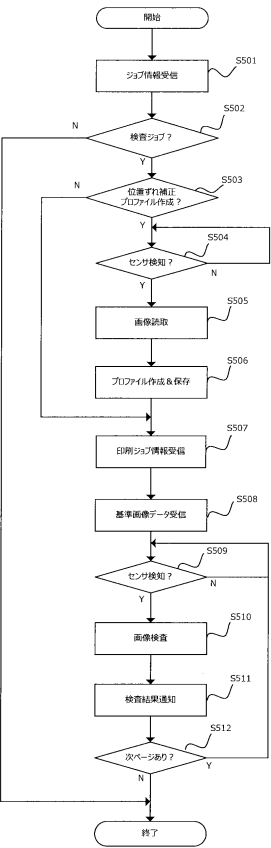 開始
S501
ジョブ情報受信
S502
N
検査ジョブ？
Y
S503
N
位置ずれ補正
プロファイル作成？
Y
S504
センサ検知？
N
Y
S505
画像読取
S506
プロファイル作成＆保存
S507
印刷ジョブ情報受信
S508
基準画像データ受信
S509
センサ検知？
N
Y
S510
画像検査
S511
検査結果通知
S512
次ページあり？
Y
N
終了